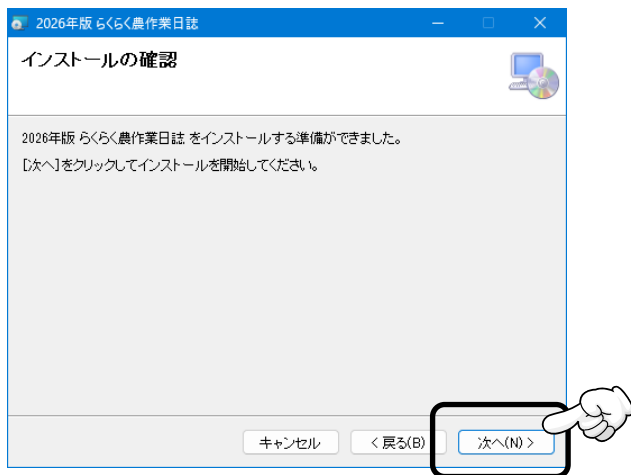 2026年版 らくらく農作業日誌
インストールの確認
2026年版 らくらく農作業日誌 をインストールする準備ができました。
[次へ]をクリックしてインストールを開始してください。
キャンセル
< 戻る(B)
次へ(N) >